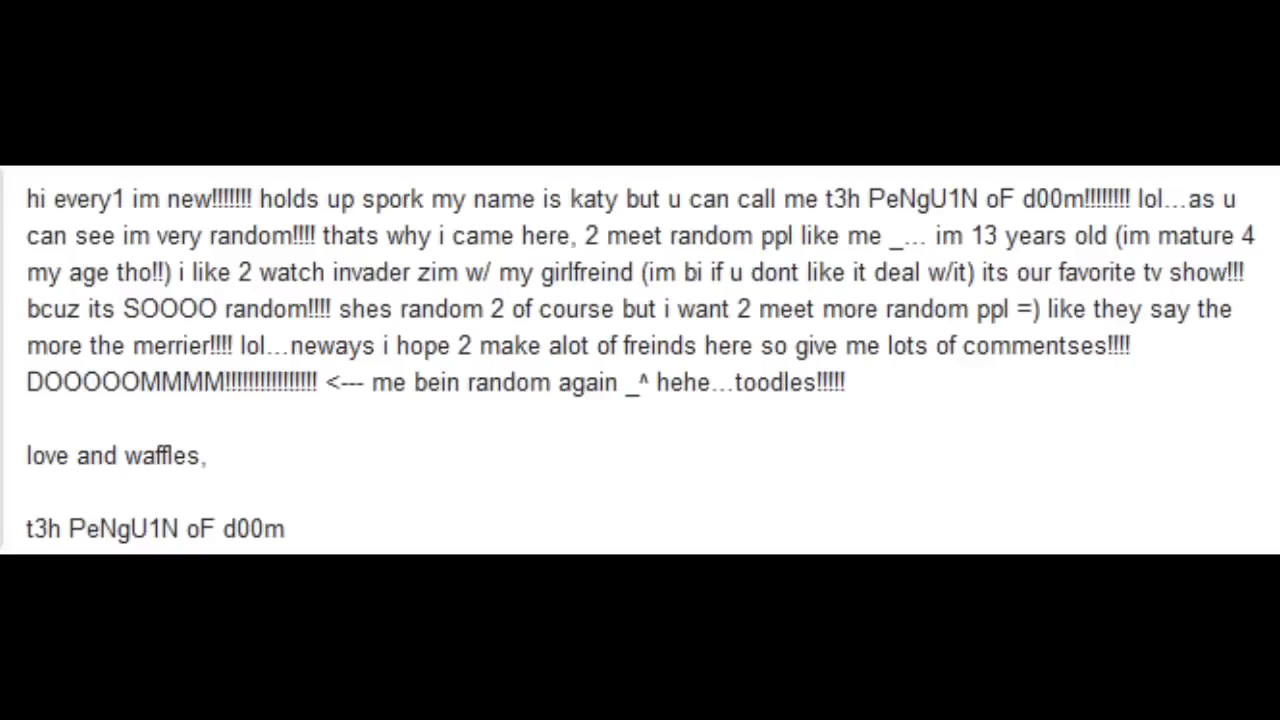 hi every1 im new!!!!!!! holds up spork my name is katy but u can call me t3h PeNgU1N oF d00m!!!!!!!! lol...as u
can see im very random!!!! thats why i came here, 2 meet random ppl like me _... im 13 years old (im mature 4
my age tho!!) i like 2 watch invader zim w/ my girlfreind (im bi if u dont like it deal w/it) its our favorite tv show!!!
bcuz its SOOOO random!!!! shes random 2 of course but i want 2 meet more random ppl =) like they say the
more the merrier!!!! lol...neways i hope 2 make alot of freinds here so give me lots of commentses!!!!
DOOOOOMMMM!!!!!!!!!!!!!!!! <--- me bein random again _^ hehe...toodles!!!!!
love and waffles,
t3h PeNgU1N oF d00m